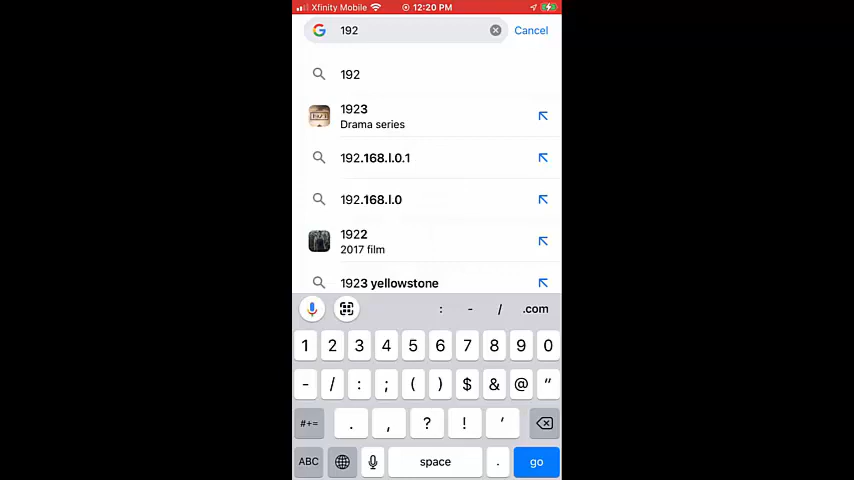 Xfinity Mobile 12:20 PM
192 Cancel
192
1923
Drama series
192.168.l.0.1
192.168.l.0
1922
2017 film
1923 yellowstone
: - / .com
1 2 3 4 5 6 7 8 9 0
- / : ; ( ) $ & @ "
#+= . , ? ! '
ABC space . go